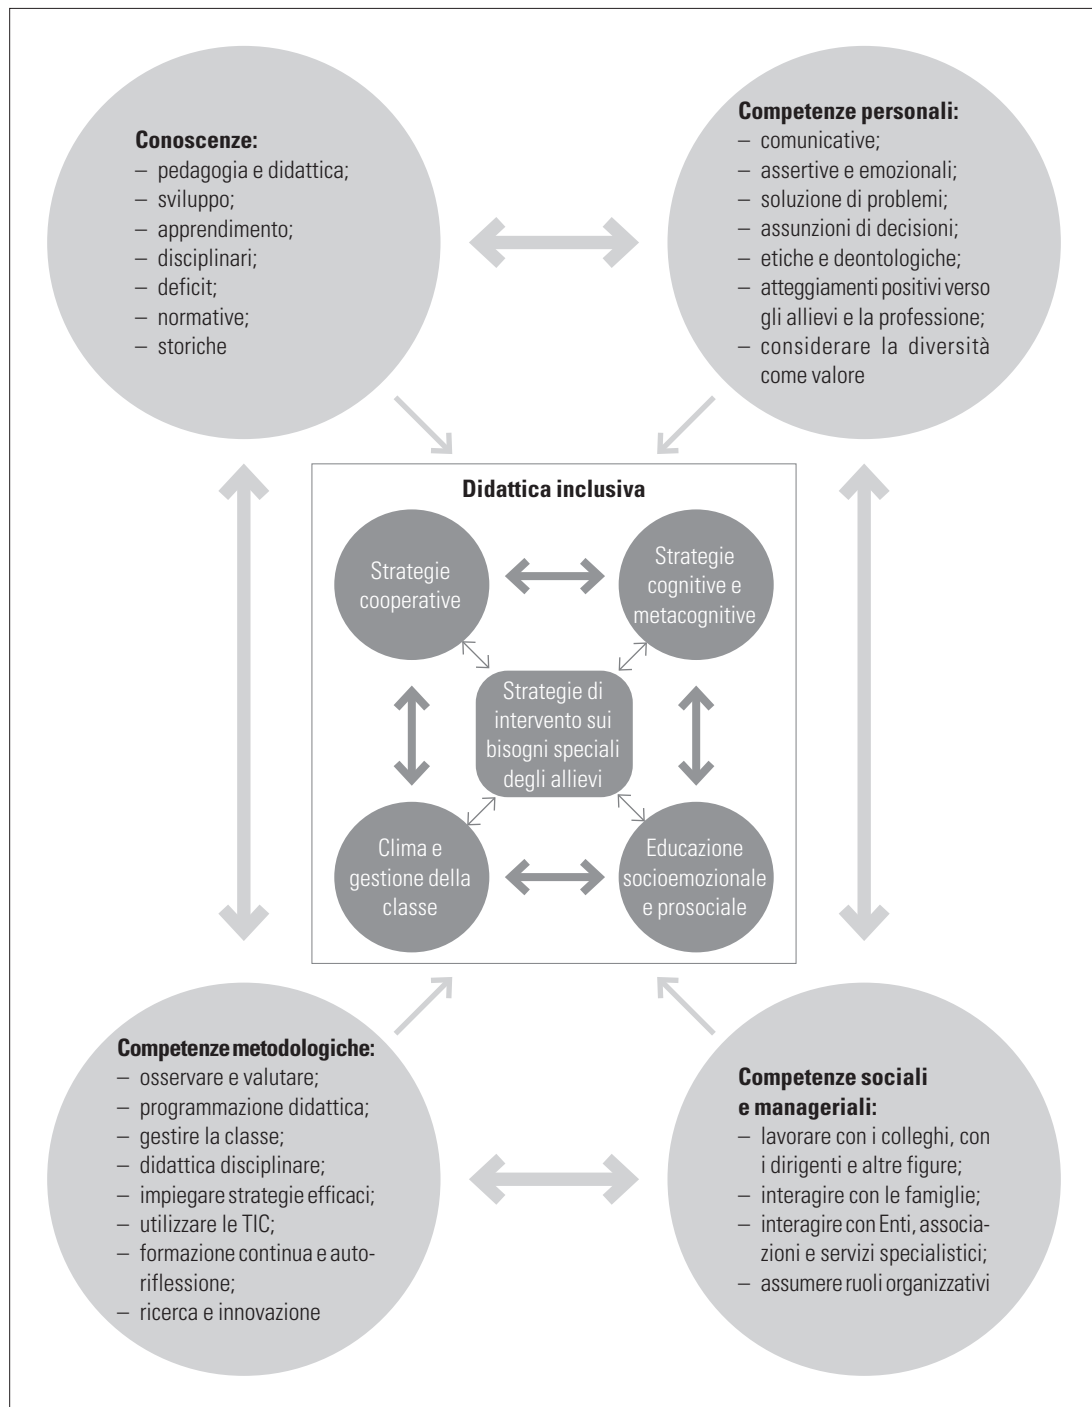 Conoscenze:
– pedagogia e didattica;
– sviluppo;
– apprendimento;
– disciplinari;
– deficit;
– normative;
– storiche
Competenze personali:
– comunicative;
– assertive e emozionali;
– soluzione di problemi;
– assunzioni di decisioni;
– etiche e deontologiche;
– atteggiamenti positivi verso
gli allievi e la professione;
– considerare la diversità
come valore
Didattica inclusiva
Strategie
cooperative
Strategie
cognitive e
metacognitive
Strategie di
intervento sui
bisogni speciali
degli allievi
Clima e
gestione della
classe
Educazione
socioemozionale
e prosociale
Competenze metodologiche:
– osservare e valutare;
– programmazione didattica;
– gestire la classe;
– didattica disciplinare;
– impiegare strategie efficaci;
– utilizzare le TIC;
– formazione continua e auto-
riflessione;
– ricerca e innovazione
Competenze sociali
e manageriali:
– lavorare con i colleghi, con
i dirigenti e altre figure;
– interagire con le famiglie;
– interagire con Enti, associa-
zioni e servizi specialistici;
– assumere ruoli organizzativi